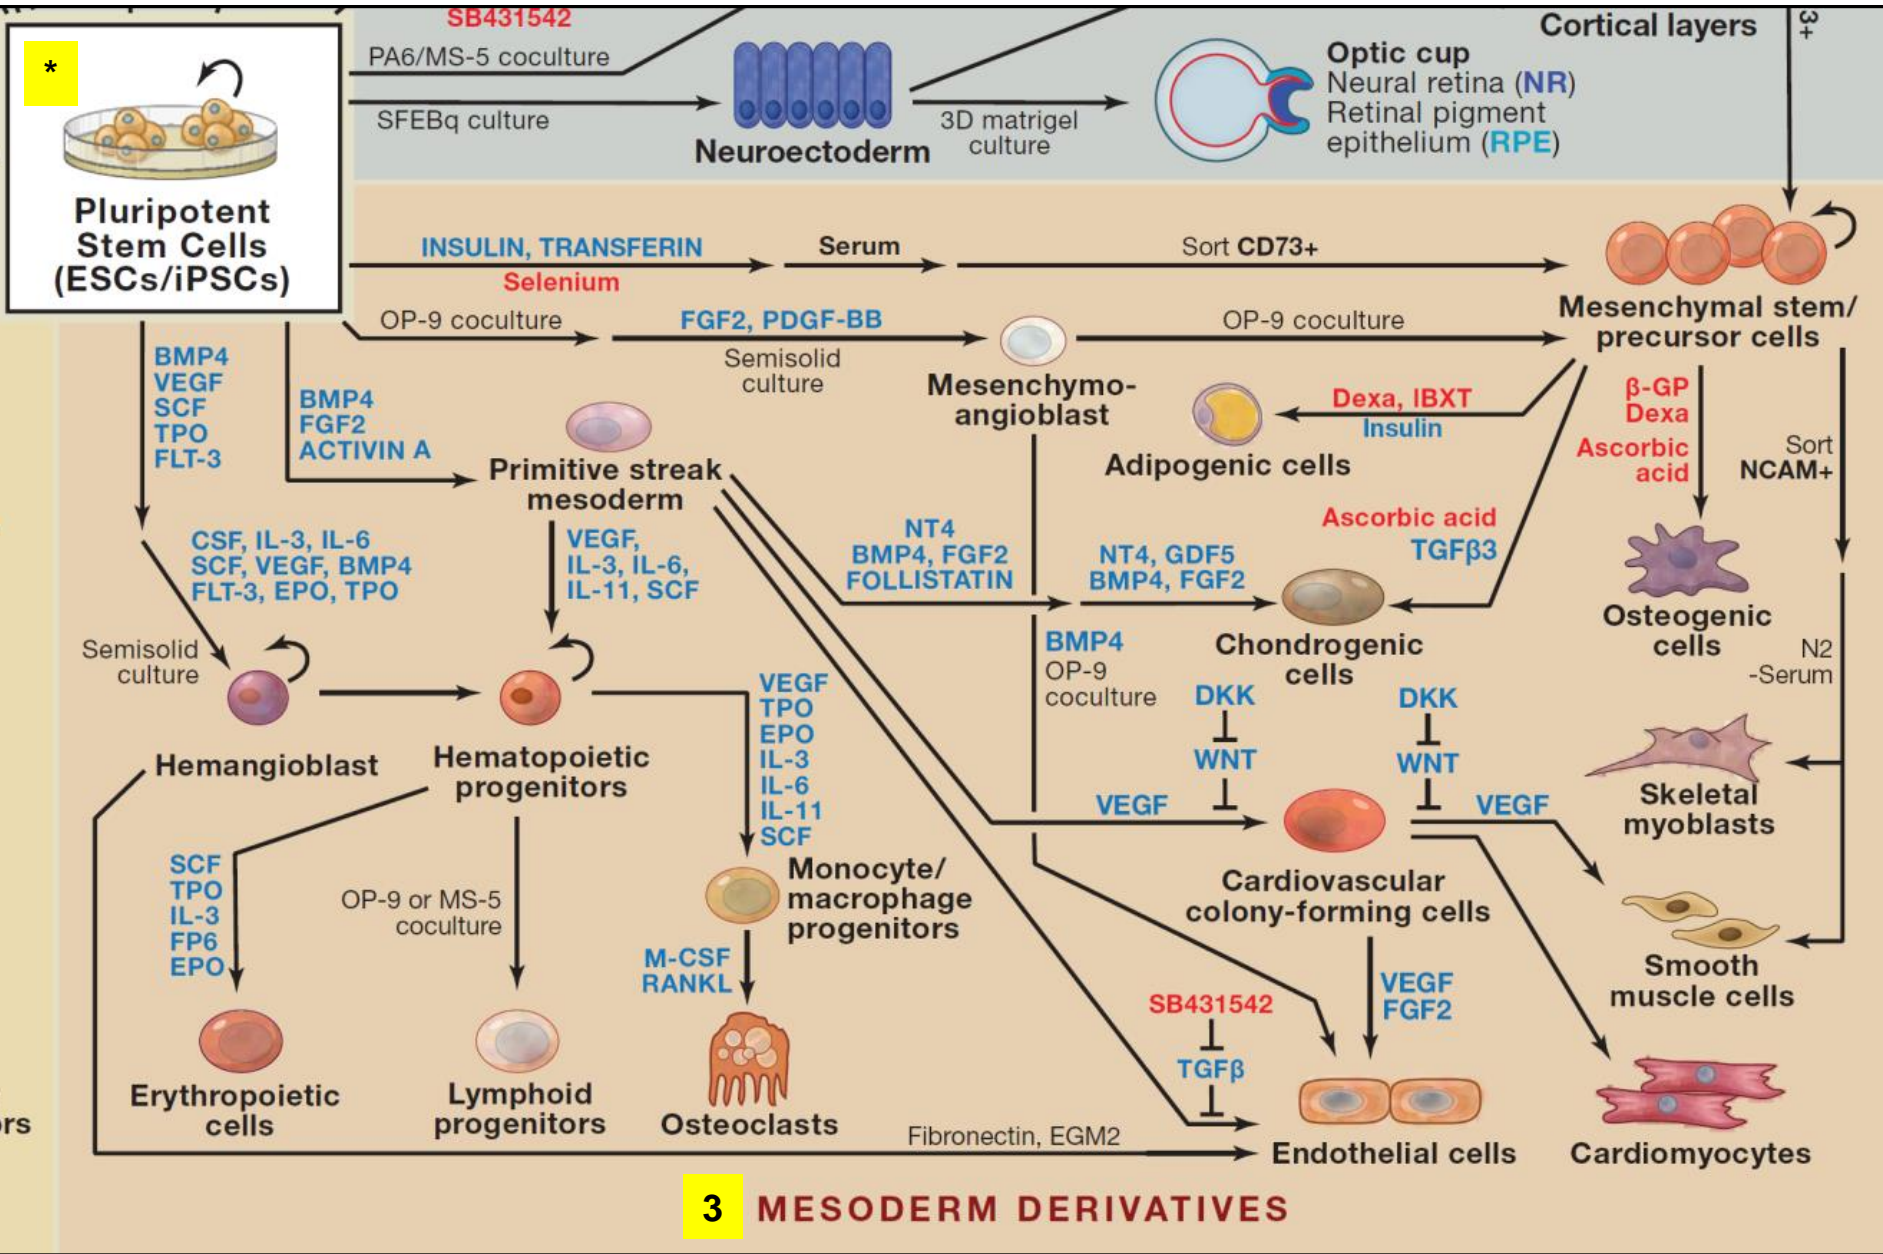 SB431542
PA6/MS-5 coculture
SFEBq culture
Neuroectoderm
3D matrigel
culture
Optic cup
Neural retina (NR)
Retinal pigment
epithelium (RPE)
Cortical layers
3+
*
Pluripotent
Stem Cells
(ESCs/iPSCs)
INSULIN, TRANSFERIN
Selenium
Serum
Sort CD73+
Mesenchymal stem/
precursor cells
OP-9 coculture
FGF2, PDGF-BB
Semisolid
culture
Mesenchymo-
angioblast
OP-9 coculture
BMP4
VEGF
SCF
TPO
FLT-3
BMP4
FGF2
ACTIVIN A
Primitive streak
mesoderm
Dexa, IBXT
Insulin
Adipogenic cells
β-GP
Dexa
Ascorbic
acid
Sort
NCAM+
CSF, IL-3, IL-6
SCF, VEGF, BMP4
FLT-3, EPO, TPO
Semisolid
culture
VEGF,
IL-3, IL-6,
IL-11, SCF
NT4
BMP4, FGF2
FOLLISTATIN
NT4, GDF5
BMP4, FGF2
Ascorbic acid
TGFβ3
Chondrogenic
cells
Osteogenic
cells
N2
-Serum
BMP4
OP-9
coculture
Hemangioblast
Hematopoietic
progenitors
VEGF
TPO
EPO
IL-3
IL-6
IL-11
SCF
DKK
WNT
VEGF
DKK
WNT
VEGF
Skeletal
myoblasts
Cardiovascular
colony-forming cells
SCF
TPO
IL-3
FP6
EPO
OP-9 or MS-5
coculture
Monocyte/
macrophage
progenitors
M-CSF
RANKL
VEGF
FGF2
Smooth
muscle cells
SB431542
TGFβ
Erythropoietic
cells
Lymphoid
progenitors
Osteoclasts
Fibronectin, EGM2
Endothelial cells
Cardiomyocytes
rs
3 MESODERM DERIVATIVES